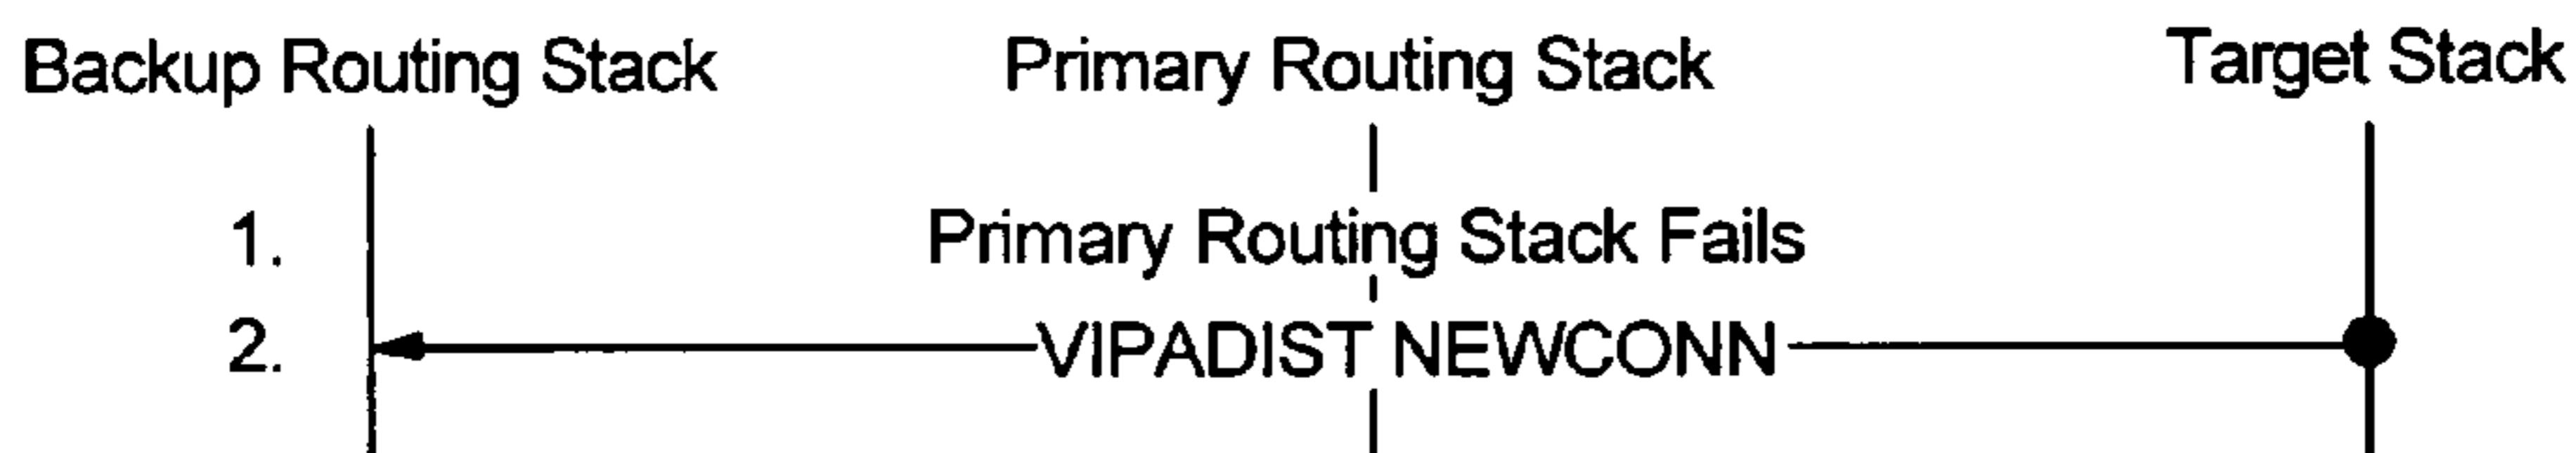 Backup Routing Stack Primary Routing Stack Target Stack
1. Primary Routing Stack Fails
2. VIPADIST NEWCONN